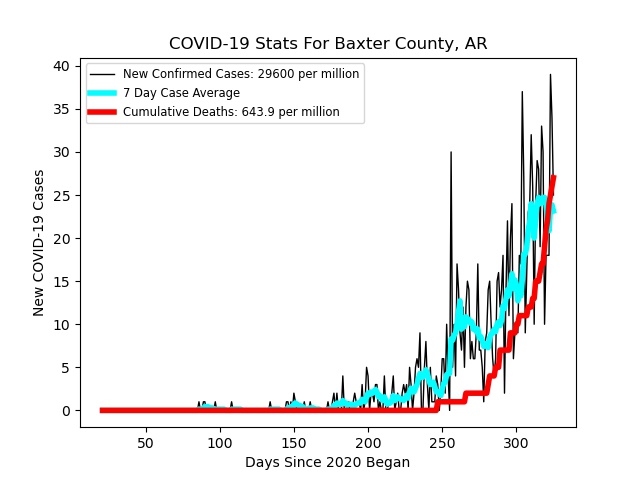 COVID-19 Stats For Baxter County, AR
New Confirmed Cases: 29600 per million
7 Day Case Average
Cumulative Deaths: 643.9 per million
New COVID-19 Cases
40
35
30
25
20
15
10
5
0
50 100 150 200 250 300
Days Since 2020 Began